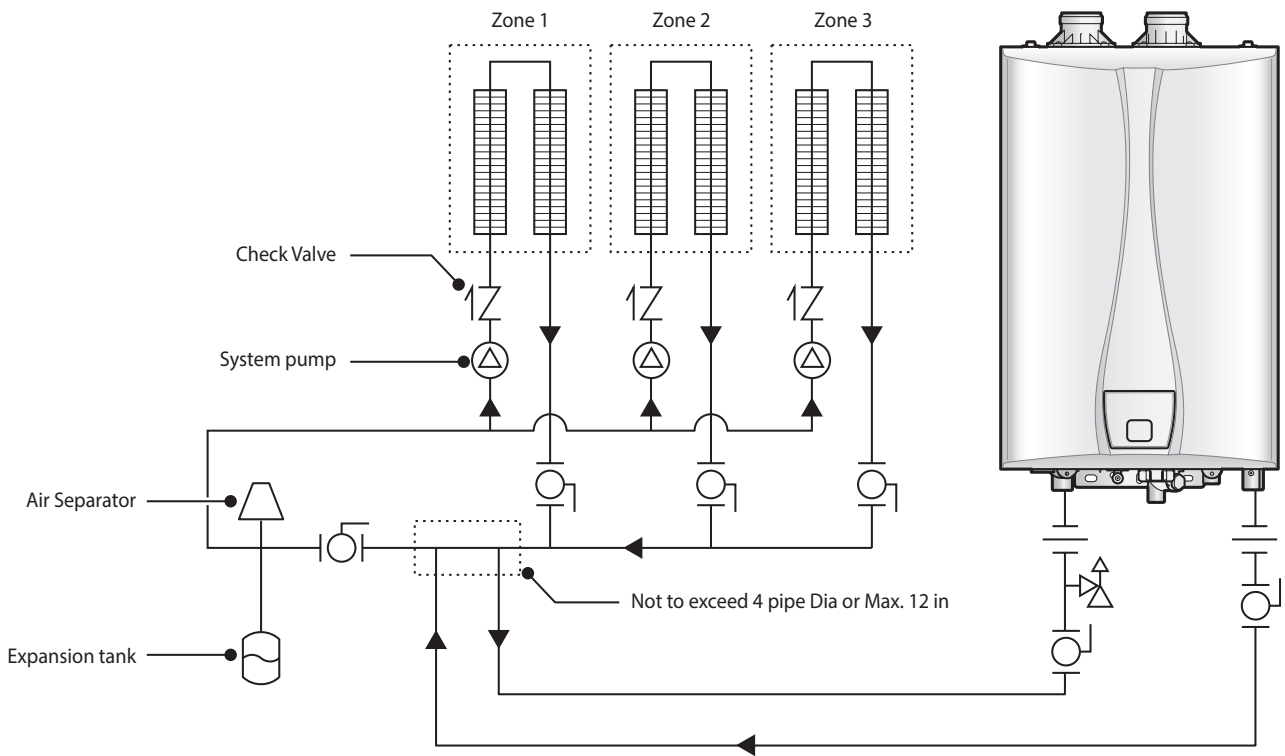 Zone 1
Zone 2
Zone 3
Check Valve
System pump
Air Separator
Not to exceed 4 pipe Dia or Max. 12 in
Expansion tank